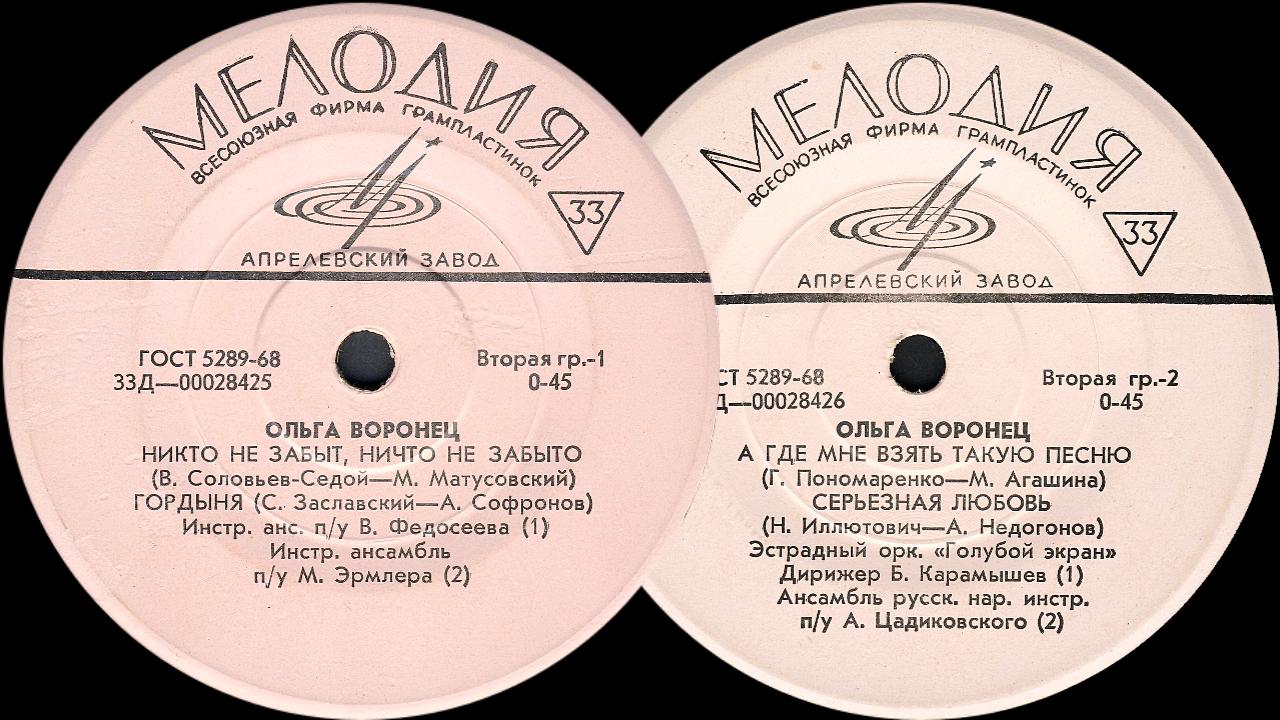 МЕЛОДИЯ
ВСЕСОЮЗНАЯ ФИРМА ГРАМПЛАСТИНОК
33
АПРЕЛЕВСКИЙ ЗАВОД
ГОСТ 5289-68
Вторая гр.-1
33Д—00028425
0-45
ОЛЬГА ВОРОНЕЦ
НИКТО НЕ ЗАБЫТ, НИЧТО НЕ ЗАБЫТО
(В. Соловьев-Седой—М. Матусовский)
ГОРДЫНЯ (С. Заславский—А. Софронов)
Инстр. анс. п/у В. Федосеева (1)
Инстр. ансамбль
п/у М. Эрмлера (2)
МЕЛОДИЯ
ВСЕСОЮЗНАЯ ФИРМА ГРАМПЛАСТИНОК
33
АПРЕЛЕВСКИЙ ЗАВОД
СТ 5289-68
Вторая гр.-2
Д—00028426
0-45
ОЛЬГА ВОРОНЕЦ
А ГДЕ МНЕ ВЗЯТЬ ТАКУЮ ПЕСНЮ
(Г. Пономаренко—М. Агашина)
СЕРЬЕЗНАЯ ЛЮБОВЬ
(Н. Иллютович—А. Недогонов)
Эстрадный орк. «Голубой экран»
Дирижер Б. Карамышев (1)
Ансамбль русск. нар. инстр.
п/у А. Цадиковского (2)